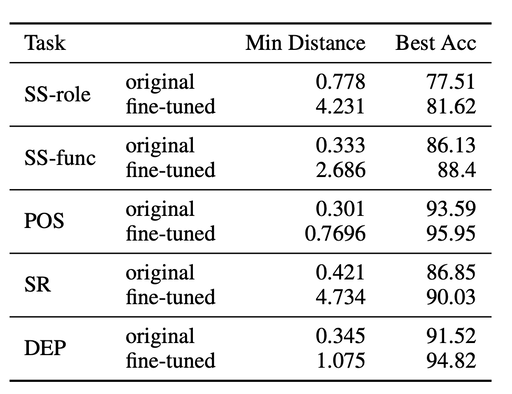 Task Min Distance Best Acc
SS-role original 0.778 77.51
fine-tuned 4.231 81.62
SS-func original 0.333 86.13
fine-tuned 2.686 88.4
POS original 0.301 93.59
fine-tuned 0.7696 95.95
SR original 0.421 86.85
fine-tuned 4.734 90.03
DEP original 0.345 91.52
fine-tuned 1.075 94.82